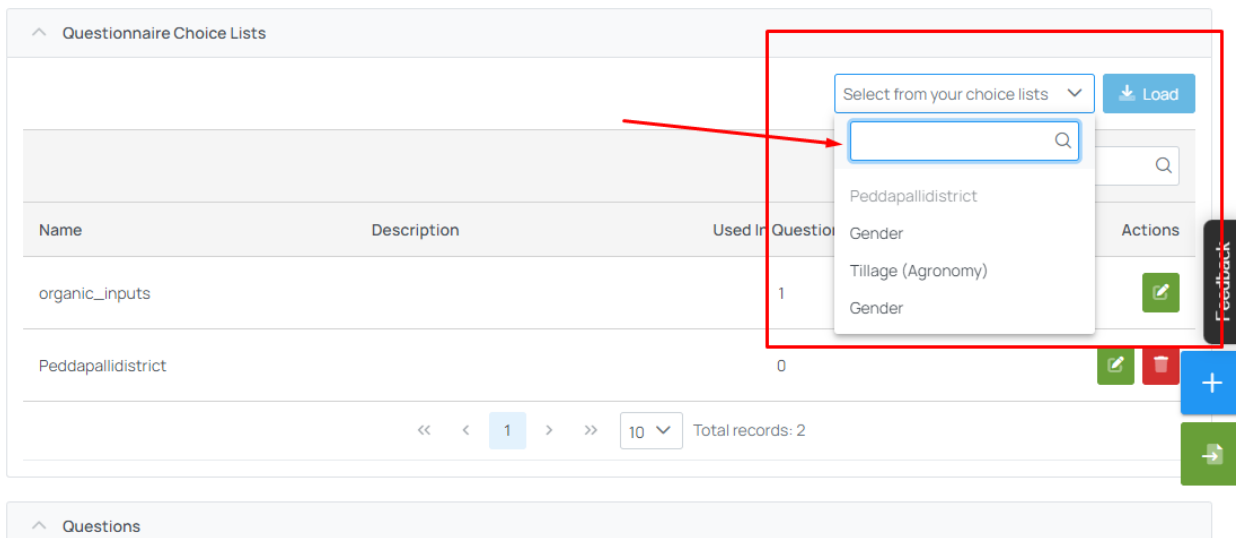 Questionnaire Choice Lists
Select from your choice lists
Load
Peddapallidistrict
Gender
Tillage (Agronomy)
Gender
Name Description Used In Question Actions
organic_inputs 1
Peddapallidistrict 0
1 10 Total records: 2
Feedback
Questions